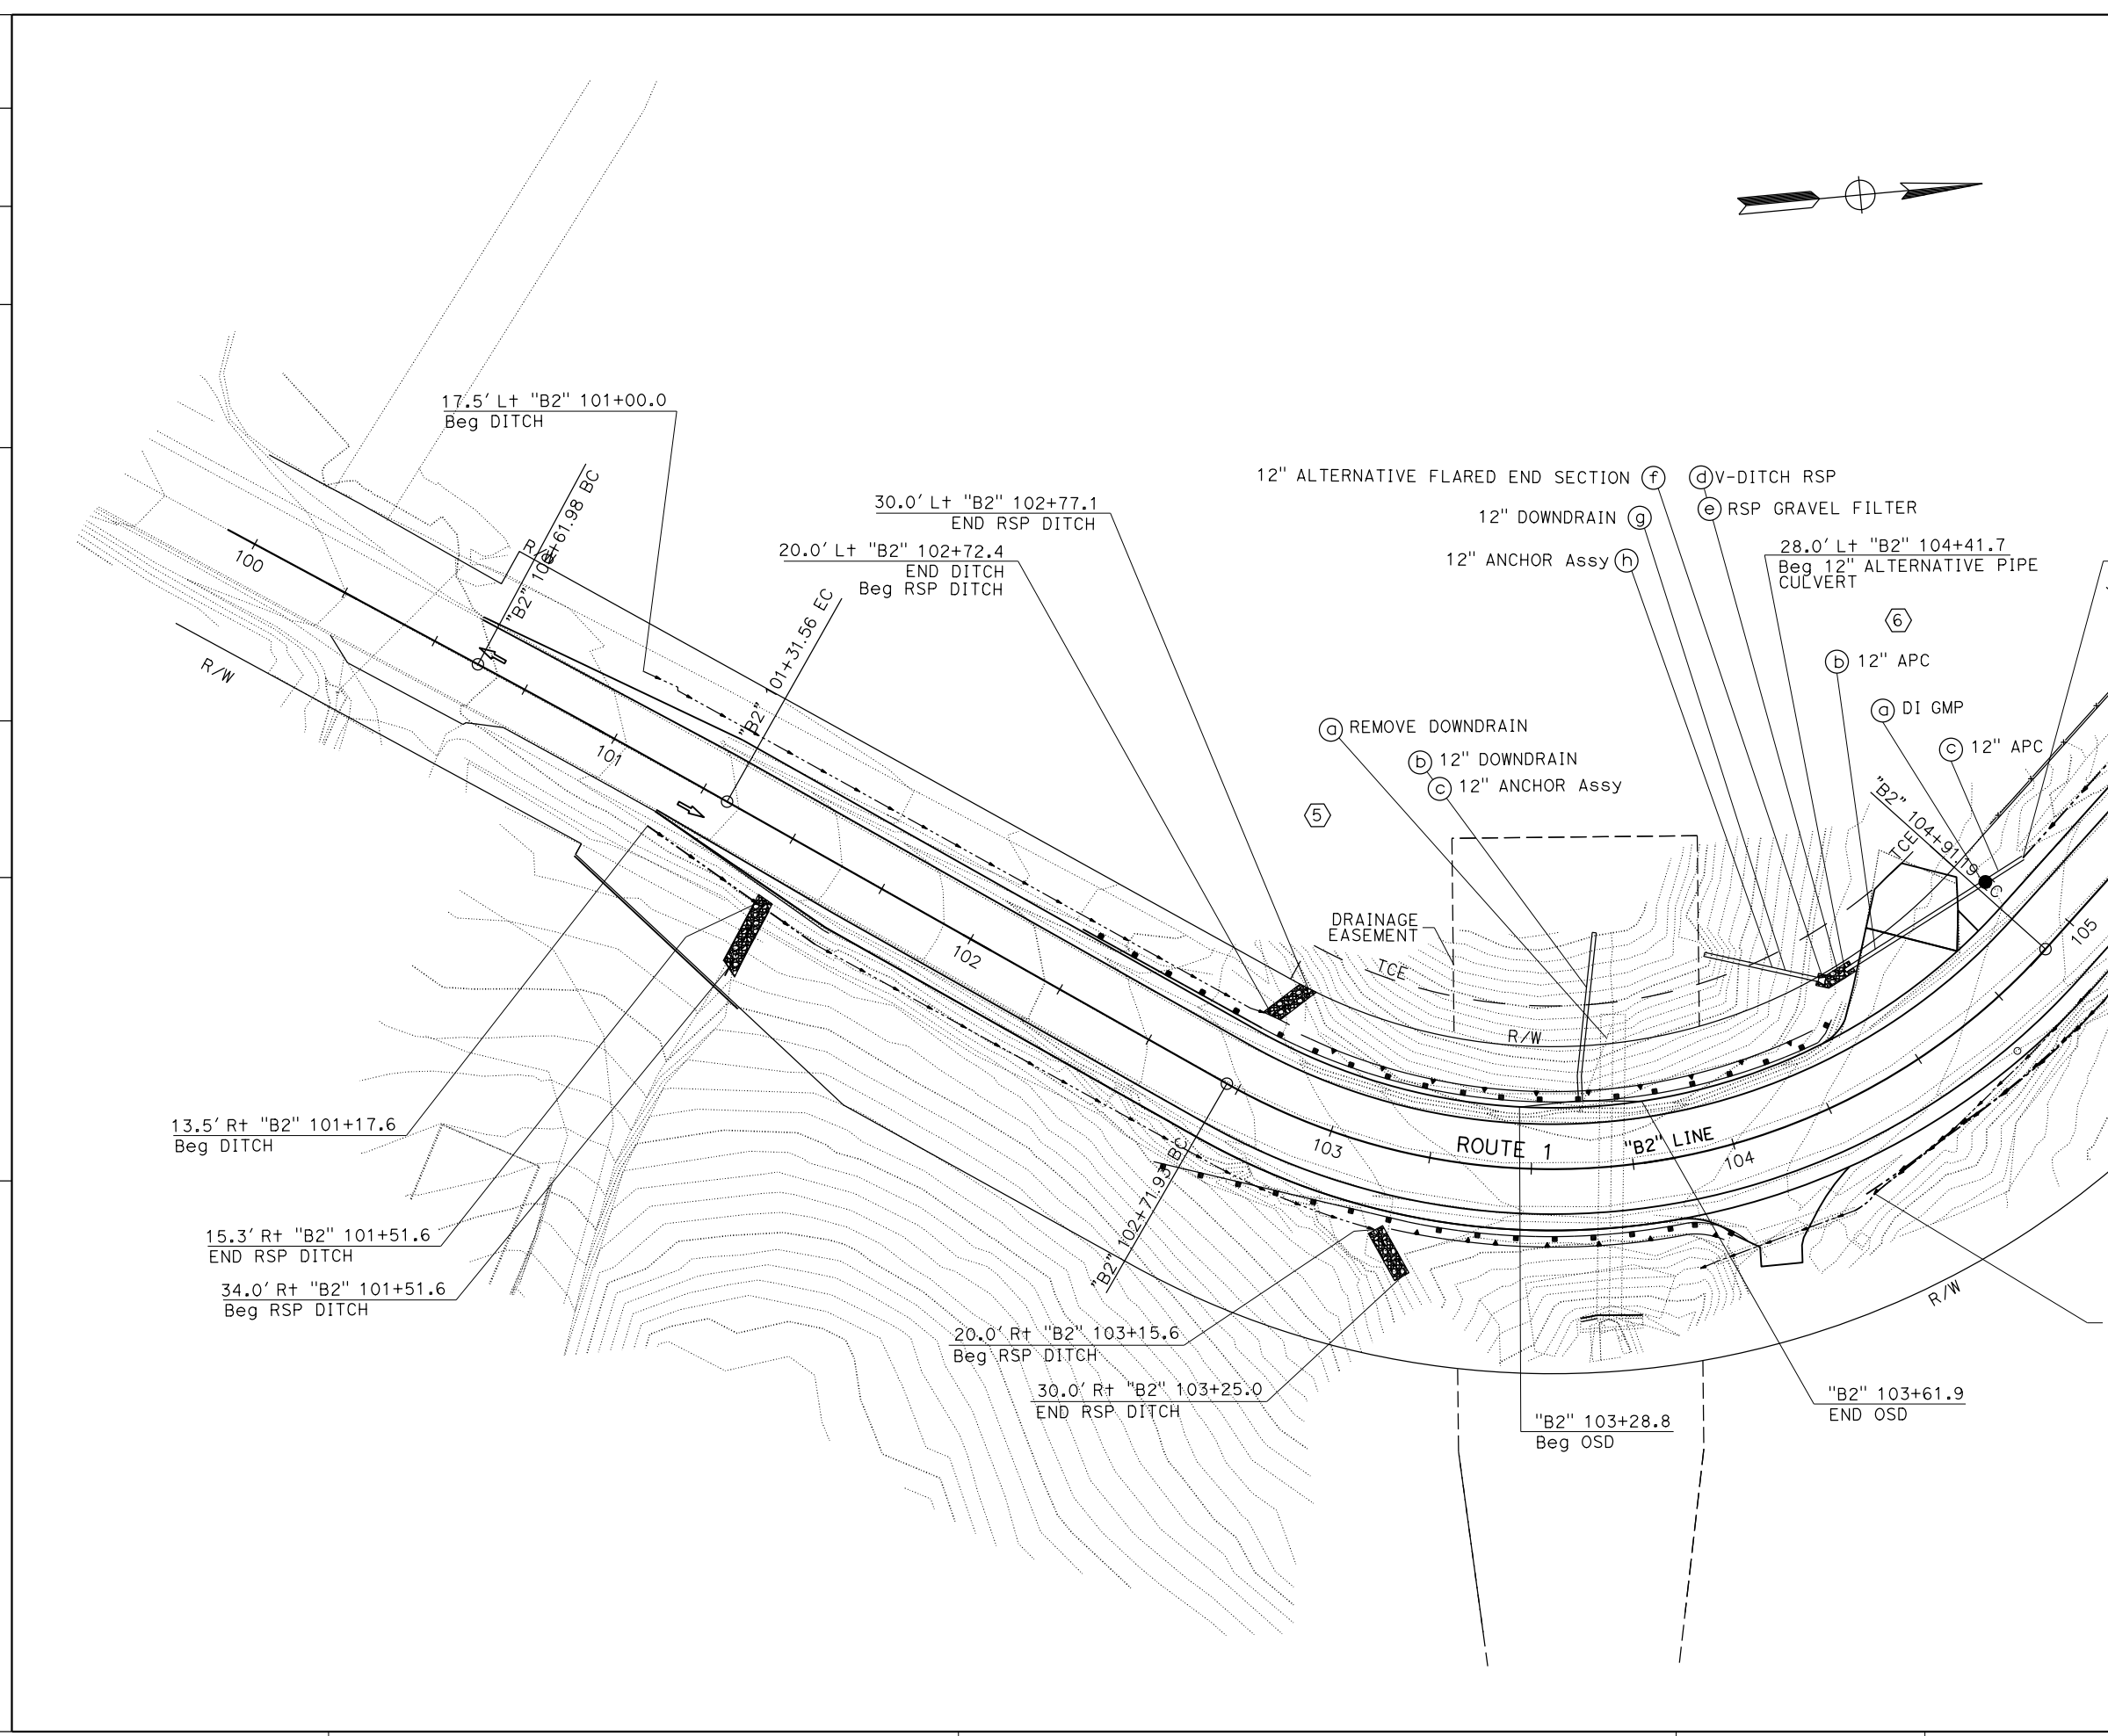 17.5' Lt "B2" 101+00.0
Beg DITCH
30.0' Lt "B2" 102+77.1
END RSP DITCH
20.0' Lt "B2" 102+72.4
END DITCH
Beg RSP DITCH
12" ALTERNATIVE FLARED END SECTION f
d V-DITCH RSP
12" DOWNDRAIN g
e RSP GRAVEL FILTER
12" ANCHOR Assy h
28.0' Lt "B2" 104+41.7
Beg 12" ALTERNATIVE PIPE
CULVERT
6
b 12" APC
a DI GMP
c 12" APC
a REMOVE DOWNDRAIN
b 12" DOWNDRAIN
c 12" ANCHOR Assy
5
"B2" 101+31.56 EC
"B2" 104+91.19
TCE
100
R/W
101
102
DRAINAGE
EASEMENT
TCE
R/W
105
103
ROUTE 1
"B2" LINE
104
"B2" 102+71.93 BC
R/W
13.5' Rt "B2" 101+17.6
Beg DITCH
15.3' Rt "B2" 101+51.6
END RSP DITCH
34.0' Rt "B2" 101+51.6
Beg RSP DITCH
20.0' Rt "B2" 103+15.6
Beg RSP DITCH
30.0' Rt "B2" 103+25.0
END RSP DITCH
"B2" 103+28.8
Beg OSD
"B2" 103+61.9
END OSD